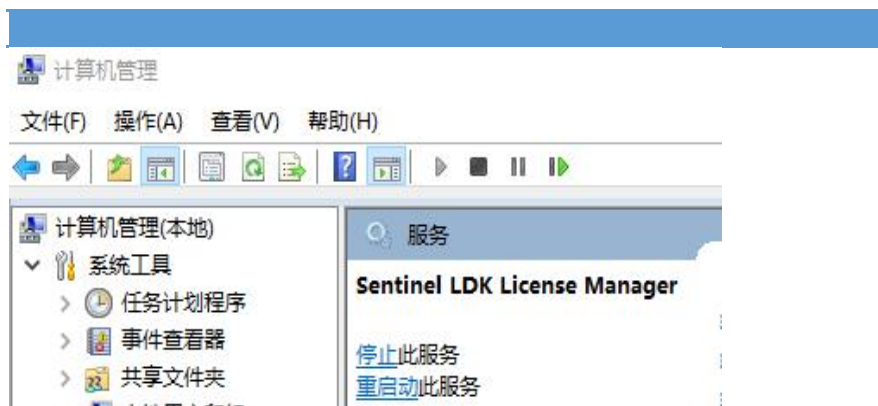 计算机管理
文件(F) 操作(A) 查看(V) 帮助(H)
计算机管理(本地)
系统工具
任务计划程序
事件查看器
共享文件夹
服务
Sentinel LDK License Manager
停止此服务
重启动此服务